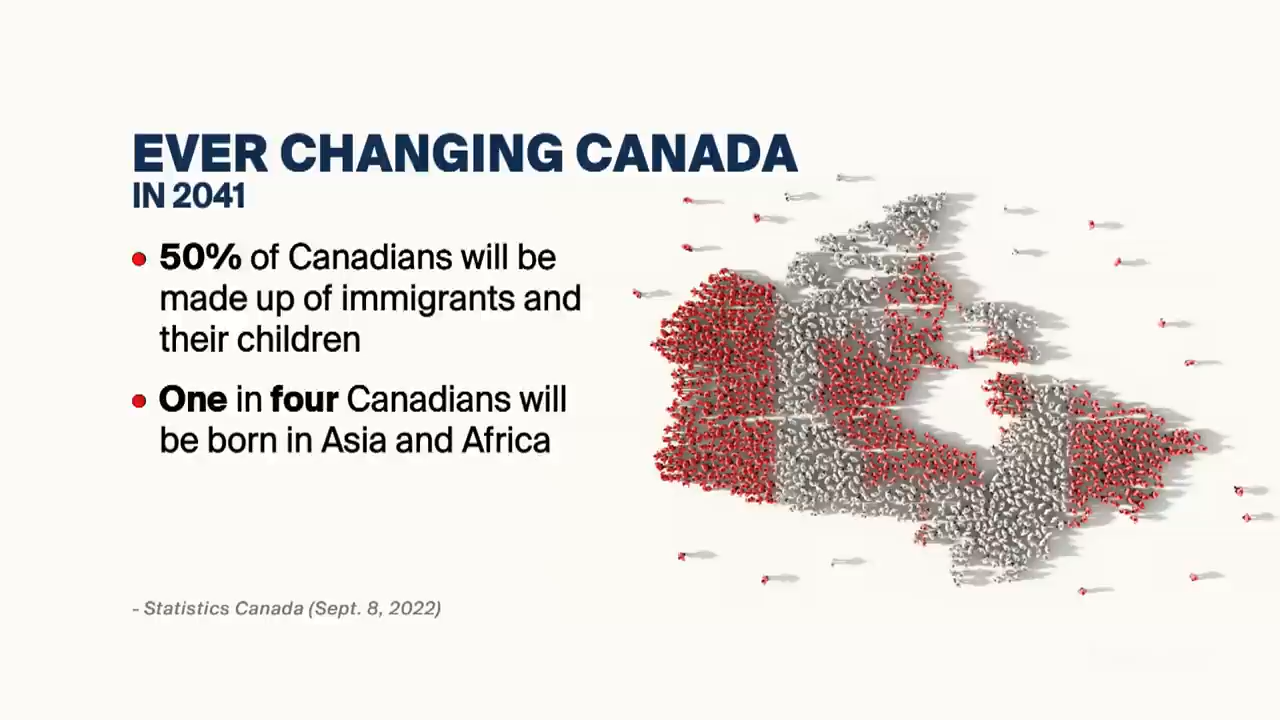 EVER CHANGING CANADA
IN 2041
• 50% of Canadians will be
made up of immigrants and
their children
• One in four Canadians will
be born in Asia and Africa
- Statistics Canada (Sept. 8, 2022)